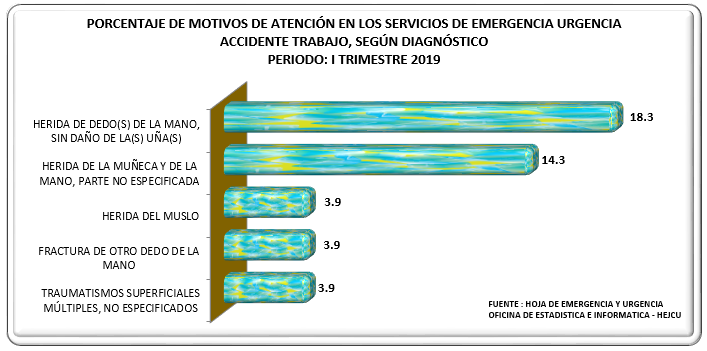 PORCENTAJE DE MOTIVOS DE ATENCIÓN EN LOS SERVICIOS DE EMERGENCIA URGENCIA
ACCIDENTE TRABAJO, SEGÚN DIAGNÓSTICO
PERIODO: I TRIMESTRE 2019
HERIDA DE DEDO(S) DE LA MANO,
SIN DAÑO DE LA(S) UÑA(S)
18.3
HERIDA DE LA MUÑECA Y DE LA
MANO, PARTE NO ESPECIFICADA
14.3
HERIDA DEL MUSLO
3.9
FRACTURA DE OTRO DEDO DE LA
MANO
3.9
TRAUMATISMOS SUPERFICIALES
MÚLTIPLES, NO ESPECIFICADOS
3.9
FUENTE : HOJA DE EMERGENCIA Y URGENCIA
OFICINA DE ESTADISTICA E INFORMATICA - HEJCU